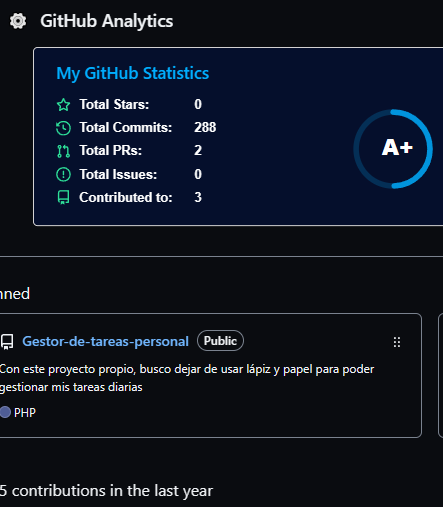 GitHub Analytics
My GitHub Statistics
Total Stars: 0
Total Commits: 288
Total PRs: 2
Total Issues: 0
Contributed to: 3
A+
nned
Gestor-de-tareas-personal Public
Con este proyecto propio, busco dejar de usar lápiz y papel para poder
gestionar mis tareas diarias
PHP
5 contributions in the last year